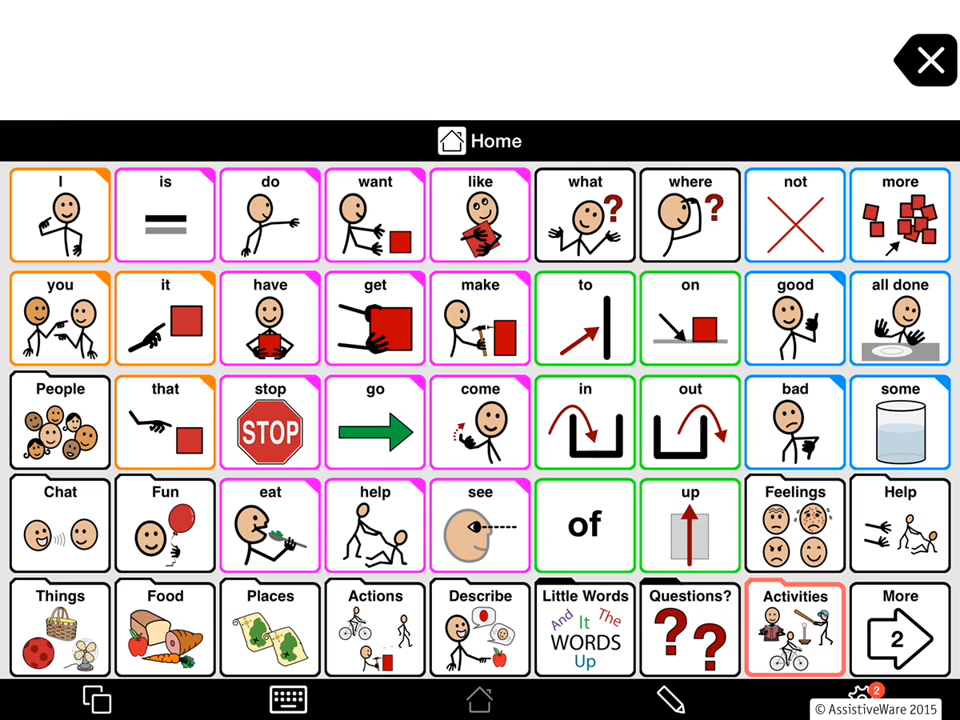 Home
I is do want like what where not more
you it have get make to on good all done
People that stop go come in out bad some
STOP
Chat Fun eat help see of up Feelings Help
Things Food Places Actions Describe Little Words Questions? Activities More
And It The
WORDS
Up
2
2
© AssistiveWare 2015